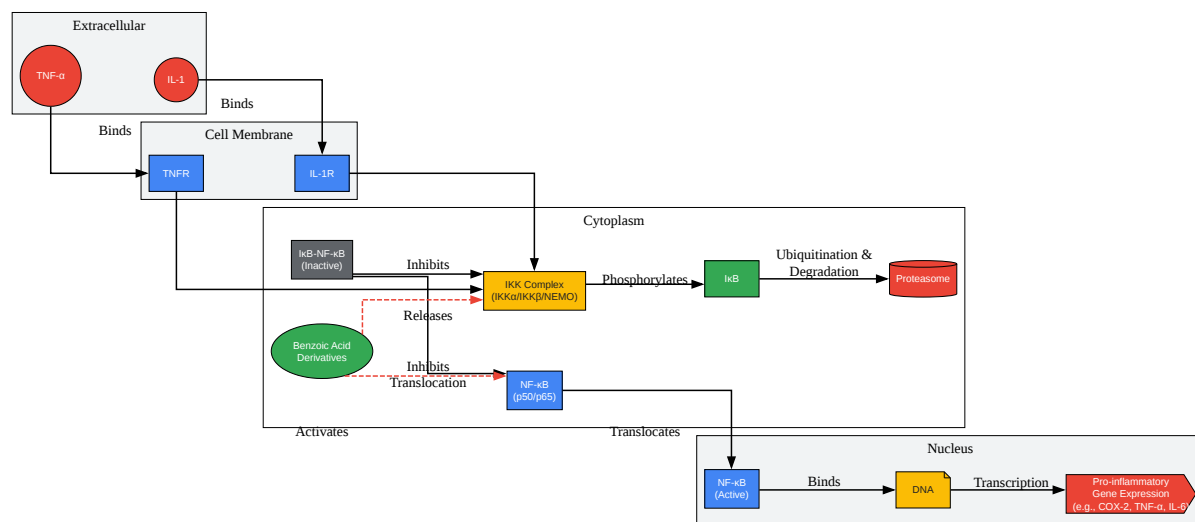 Extracellular
TNF-α
IL-1
Binds
Binds
Cell Membrane
TNFR
IL-1R
Cytoplasm
IκB-NF-κB
(Inactive)
Inhibits
IKK Complex
(IKKα/IKKβ/NEMO)
Phosphorylates
IκB
Ubiquitination &
Degradation
Proteasome
Releases
Benzoic Acid
Derivatives
Inhibits
Translocation
NF-κB
(p50/p65)
Activates
Translocates
Nucleus
NF-κB
(Active)
Binds
DNA
Transcription
Pro-inflammatory
Gene Expression
(e.g., COX-2, TNF-α, IL-6)